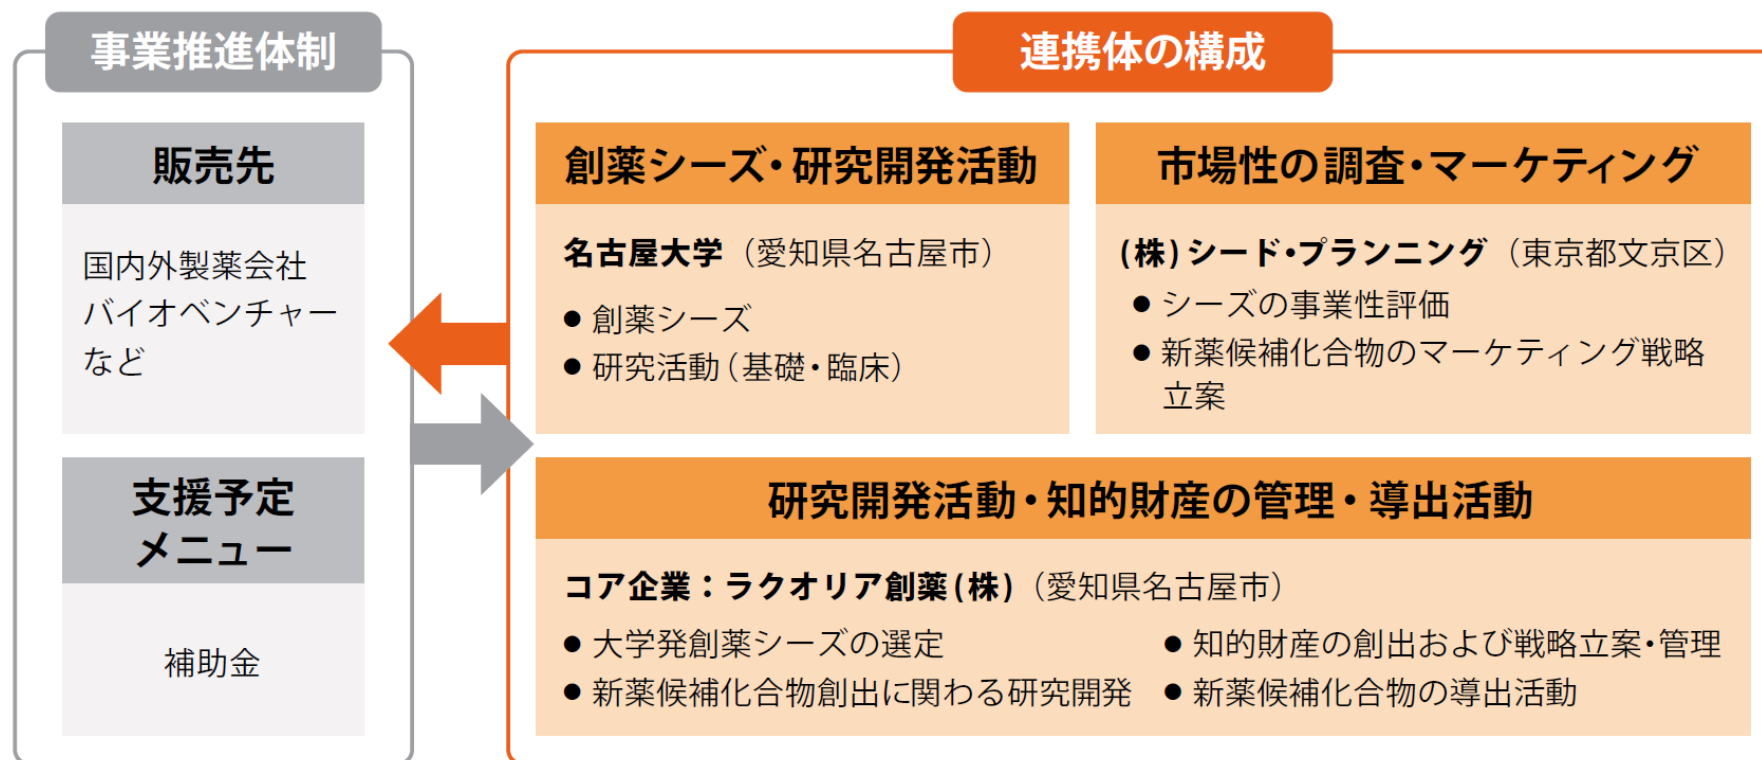 事業推進体制
販売先
国内外製薬会社
バイオベンチャー
など
支援予定
メニュー
補助金
連携体の構成
創薬シーズ・研究開発活動
名古屋大学（愛知県名古屋市）
● 創薬シーズ
● 研究活動（基礎・臨床）
市場性の調査・マーケティング
(株)シード・プランニング（東京都文京区）
● シーズの事業性評価
● 新薬候補化合物のマーケティング戦略
立案
研究開発活動・知的財産の管理・導出活動
コア企業：ラクオリア創薬(株)（愛知県名古屋市）
● 大学発創薬シーズの選定
● 新薬候補化合物創出に関わる研究開発
● 知的財産の創出および戦略立案・管理
● 新薬候補化合物の導出活動